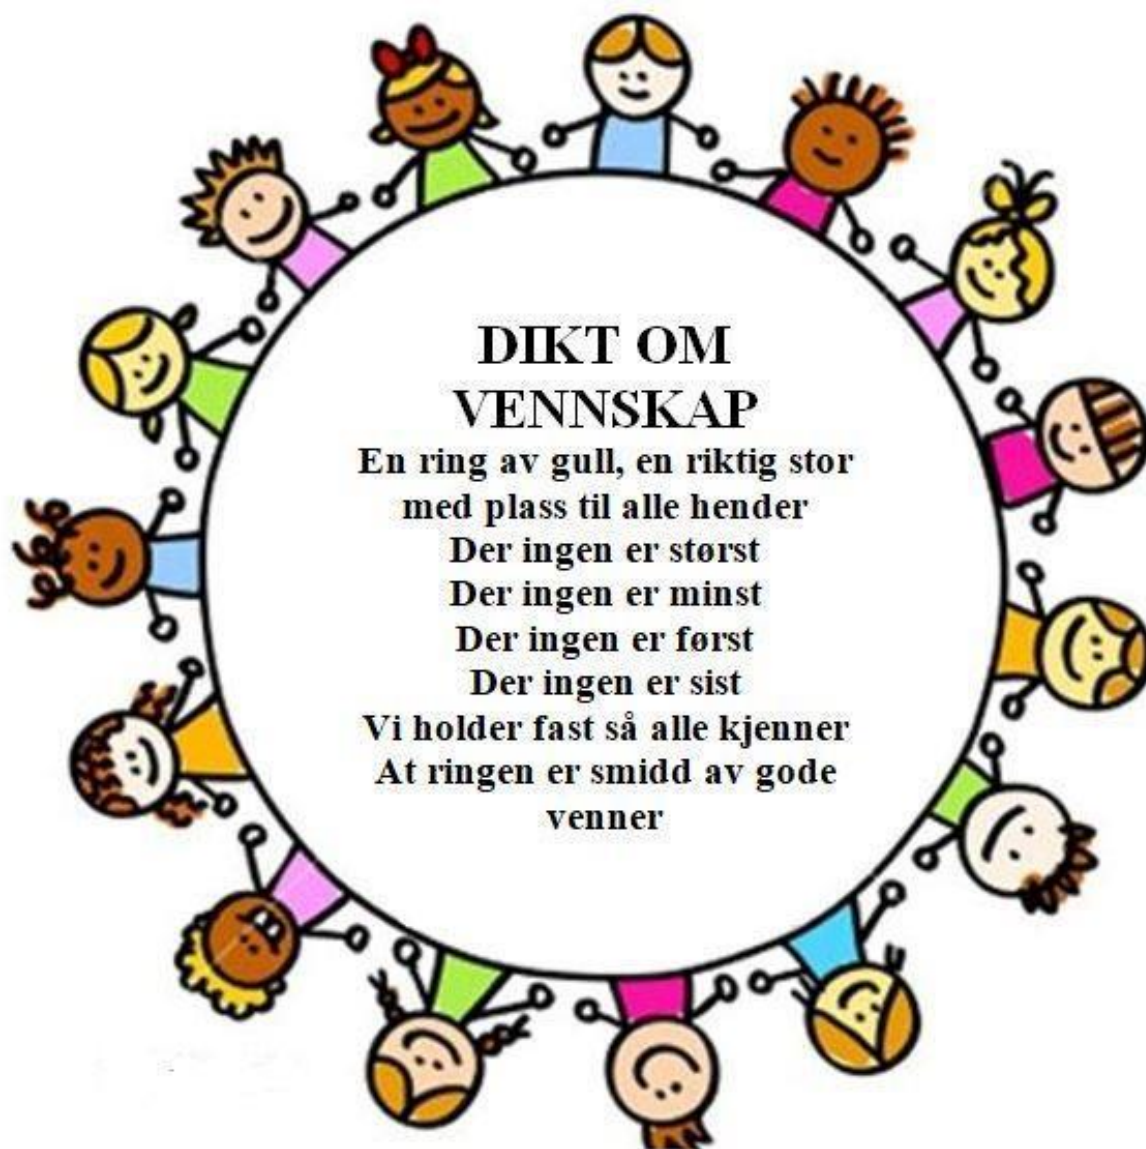 DIKT OM
VENNSKAP
En ring av gull, en riktig stor
med plass til alle hender
Der ingen er størst
Der ingen er minst
Der ingen er først
Der ingen er sist
Vi holder fast så alle kjenner
At ringen er smidd av gode
venner